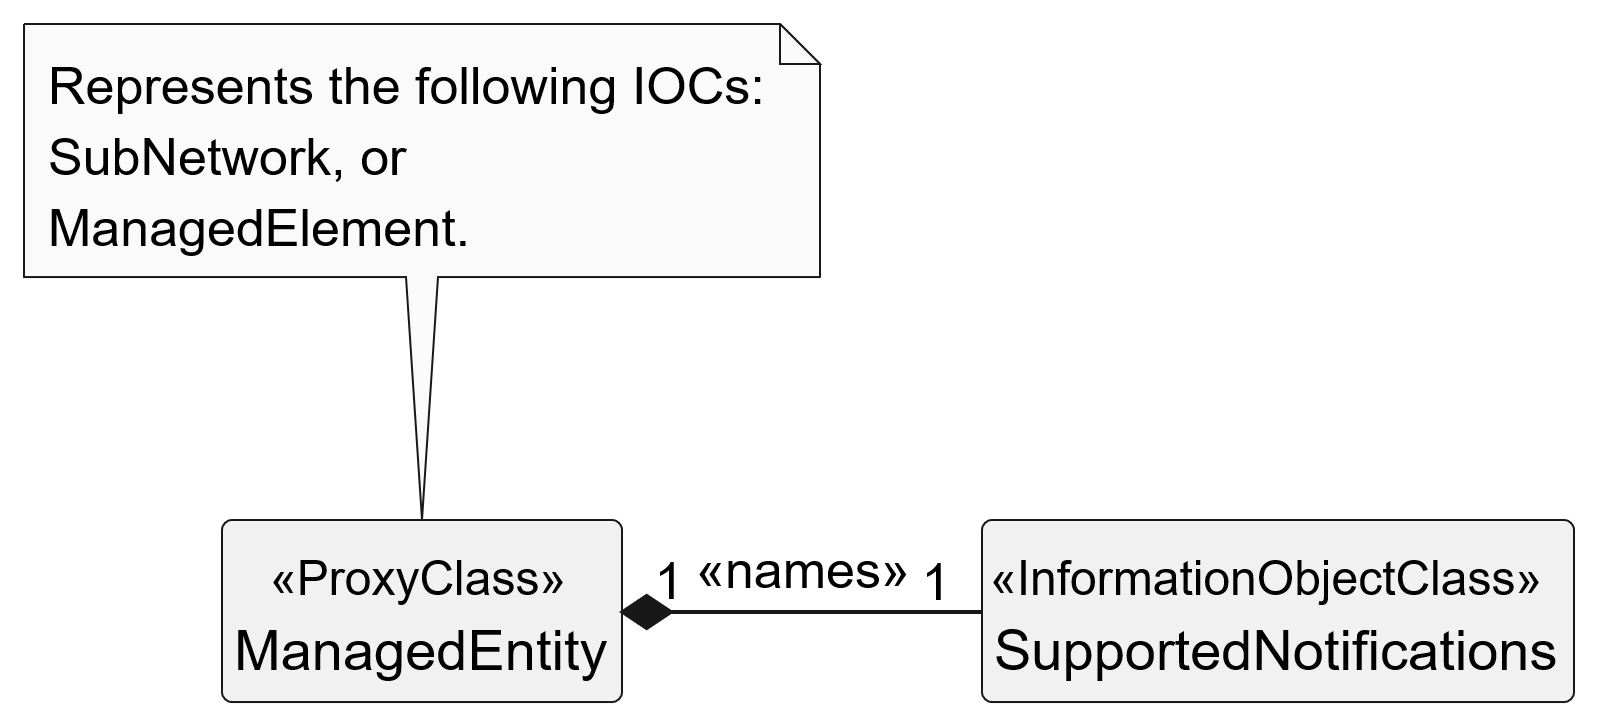 Represents the following IOCs:
SubNetwork, or
ManagedElement.
«ProxyClass»
ManagedEntity
1 «names» 1
«InformationObjectClass»
SupportedNotifications